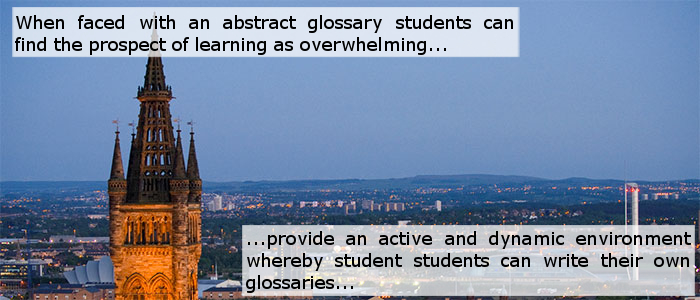 When faced with an abstract glossary students can
find the prospect of learning as overwhelming...
...provide an active and dynamic environment
whereby student students can write their own
glossaries...